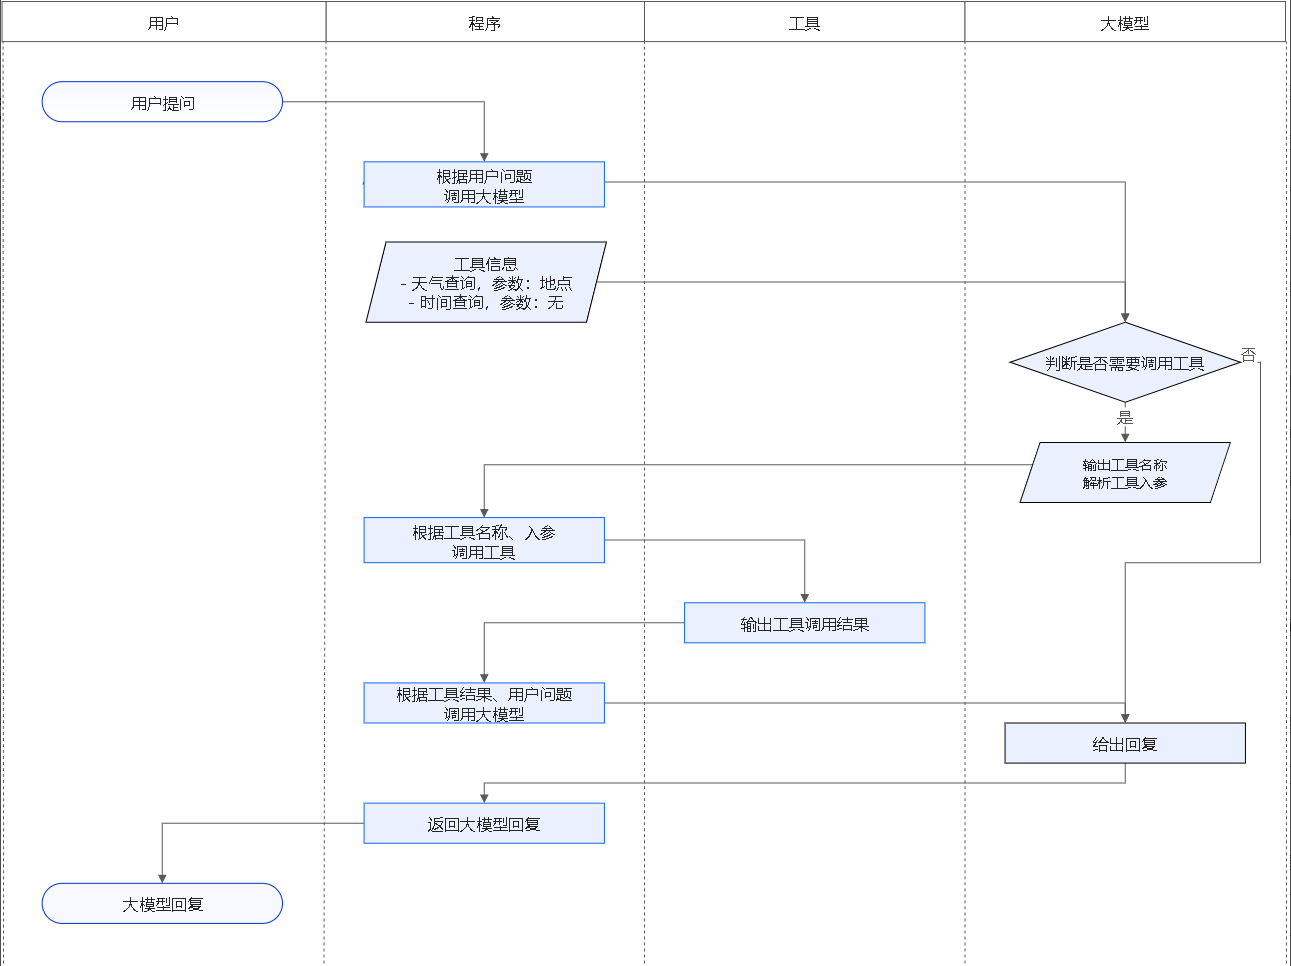 用户
程序
工具
大模型
用户提问
根据用户问题
调用大模型
工具信息
- 天气查询，参数：地点
- 时间查询，参数：无
判断是否需要调用工具
否
是
输出工具名称
解析工具入参
根据工具名称、入参
调用工具
输出工具调用结果
根据工具结果、用户问题
调用大模型
给出回复
返回大模型回复
大模型回复